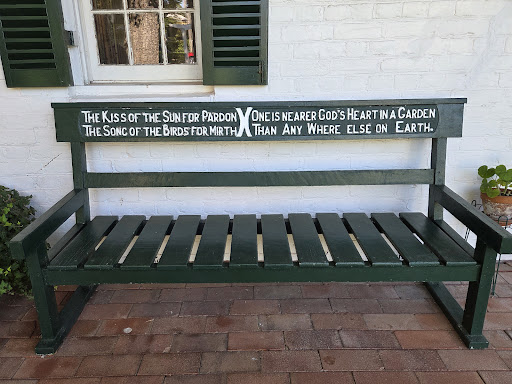 THE KISS OF THE SUN FOR PARDON
THE SONG OF THE BIRDS FOR MIRTH
ONE IS NEARER GOD'S HEART IN A GARDEN
THAN ANY WHERE ELSE ON EARTH.